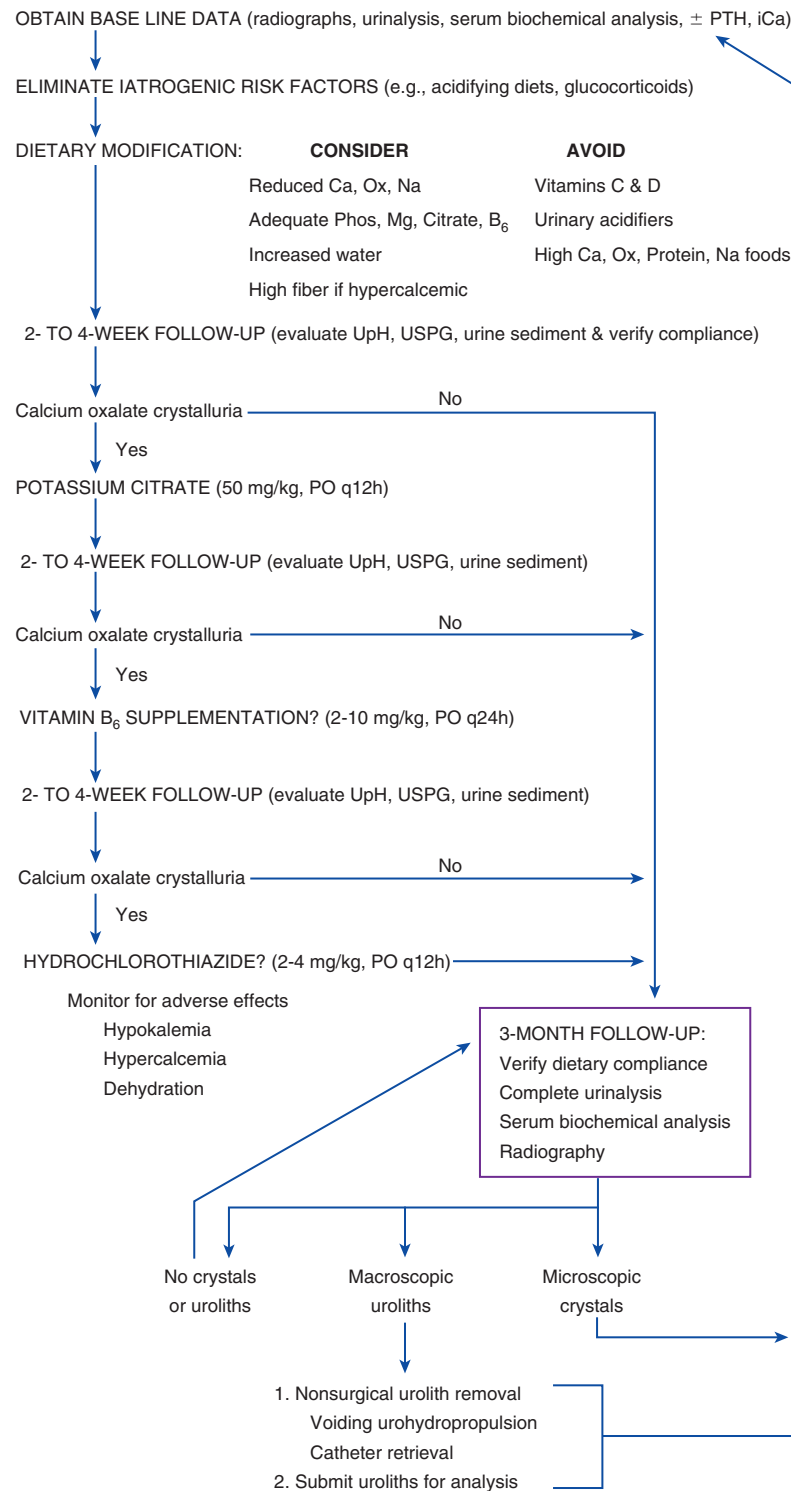 OBTAIN BASE LINE DATA (radiographs, urinalysis, serum biochemical analysis, ± PTH, iCa)
ELIMINATE IATROGENIC RISK FACTORS (e.g., acidifying diets, glucocorticoids)
DIETARY MODIFICATION: CONSIDER AVOID
Reduced Ca, Ox, Na Vitamins C & D
Adequate Phos, Mg, Citrate, B6 Urinary acidifiers
Increased water High Ca, Ox, Protein, Na foods
High fiber if hypercalcemic
2- TO 4-WEEK FOLLOW-UP (evaluate UpH, USPG, urine sediment & verify compliance)
Calcium oxalate crystalluria No
Yes
POTASSIUM CITRATE (50 mg/kg, PO q12h)
2- TO 4-WEEK FOLLOW-UP (evaluate UpH, USPG, urine sediment)
Calcium oxalate crystalluria No
Yes
VITAMIN B6 SUPPLEMENTATION? (2-10 mg/kg, PO q24h)
2- TO 4-WEEK FOLLOW-UP (evaluate UpH, USPG, urine sediment)
Calcium oxalate crystalluria No
Yes
HYDROCHLOROTHIAZIDE? (2-4 mg/kg, PO q12h)
Monitor for adverse effects
Hypokalemia
Hypercalcemia
Dehydration
3-MONTH FOLLOW-UP:
Verify dietary compliance
Complete urinalysis
Serum biochemical analysis
Radiography
No crystals
or uroliths
Macroscopic
uroliths
Microscopic
crystals
1. Nonsurgical urolith removal
Voiding urohydropropulsion
Catheter retrieval
2. Submit uroliths for analysis